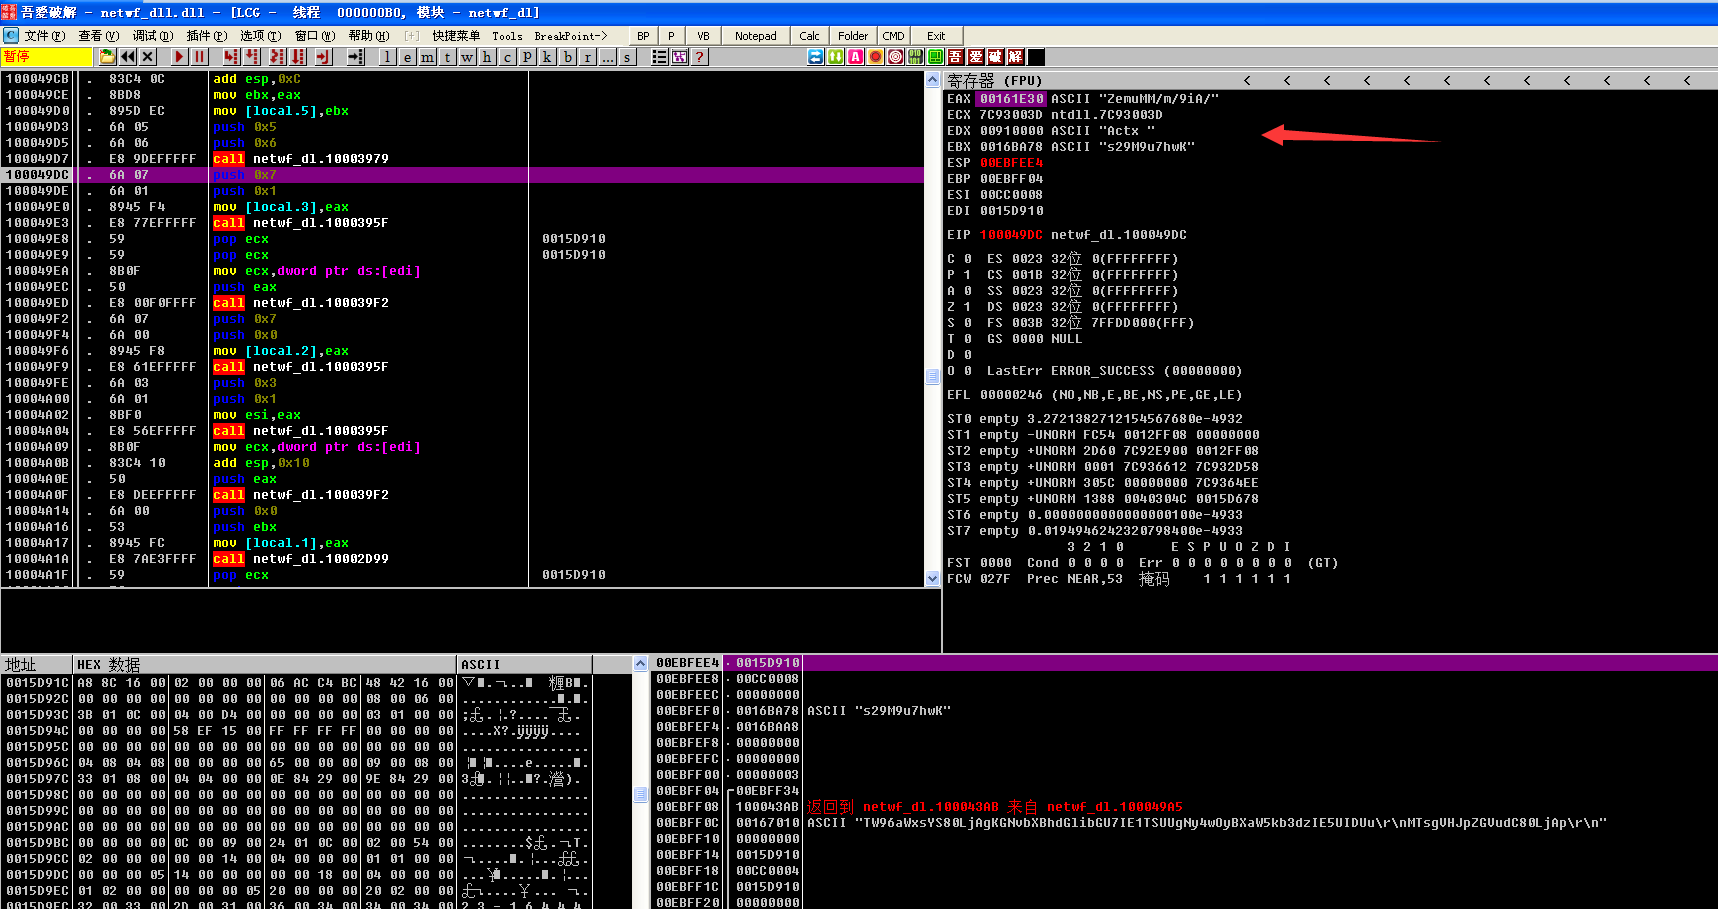 吾爱破解 - netwf_dll.dll - [LCG - 线程 000000B0, 模块 - netwf_dl]
文件(F) 查看(V) 调试(D) 插件(P) 选项(T) 窗口(W) 帮助(H) [+] 快捷菜单 Tools BreakPoint-> BP P VB Notepad Calc Folder CMD Exit
暂停 l e m t w h c p k b r ... s ? 吾 爱 破 解
100049CB . 83C4 0C add esp,0xC
100049CE . 8BD8 mov ebx,eax
100049D0 . 895D EC mov [local.5],ebx
100049D3 . 6A 05 push 0x5
100049D5 . 6A 06 push 0x6
100049D7 . E8 9DEFFFFF call netwf_dl.10003979
100049DC . 6A 07 push 0x7
100049DE . 6A 01 push 0x1
100049E0 . 8945 F4 mov [local.3],eax
100049E3 . E8 77EFFFFF call netwf_dl.1000395F
100049E8 . 59 pop ecx 0015D910
100049E9 . 59 pop ecx 0015D910
100049EA . 8B0F mov ecx,dword ptr ds:[edi]
100049EC . 50 push eax
100049ED . E8 00F0FFFF call netwf_dl.100039F2
100049F2 . 6A 07 push 0x7
100049F4 . 6A 00 push 0x0
100049F6 . 8945 F8 mov [local.2],eax
100049F9 . E8 61EFFFFF call netwf_dl.1000395F
100049FE . 6A 03 push 0x3
10004A00 . 6A 01 push 0x1
10004A02 . 8BF0 mov esi,eax
10004A04 . E8 56EFFFFF call netwf_dl.1000395F
10004A09 . 8B0F mov ecx,dword ptr ds:[edi]
10004A0B . 83C4 10 add esp,0x10
10004A0E . 50 push eax
10004A0F . E8 DEEFFFFF call netwf_dl.100039F2
10004A14 . 6A 00 push 0x0
10004A16 . 53 push ebx
10004A17 . 8945 FC mov [local.1],eax
10004A1A . E8 7AE3FFFF call netwf_dl.10002D99
10004A1F . 59 pop ecx 0015D910
寄存器 (FPU) < < < < < < < < < < < <
EAX 00161E30 ASCII "ZemuMM/m/9iA/"
ECX 7C93003D ntdll.7C93003D
EDX 00910000 ASCII "Actx "
EBX 0016BA78 ASCII "s29M9u7hwK"
ESP 00EBFEE4
EBP 00EBFF04
ESI 00CC0008
EDI 0015D910
EIP 100049DC netwf_dl.100049DC
C 0 ES 0023 32位 0(FFFFFFFF)
P 1 CS 001B 32位 0(FFFFFFFF)
A 0 SS 0023 32位 0(FFFFFFFF)
Z 1 DS 0023 32位 0(FFFFFFFF)
S 0 FS 003B 32位 7FFDD000(FFF)
T 0 GS 0000 NULL
D 0
O 0 LastErr ERROR_SUCCESS (00000000)
EFL 00000246 (NO,NB,E,BE,NS,PE,GE,LE)
ST0 empty 3.2721382712154567680e-4932
ST1 empty -UNORM FC54 0012FF08 00000000
ST2 empty +UNORM 2D60 7C92E900 0012FF08
ST3 empty +UNORM 0001 7C936612 7C932D58
ST4 empty +UNORM 305C 00000000 7C9364EE
ST5 empty +UNORM 1388 0040304C 0015D678
ST6 empty 0.0000000000000000100e-4933
ST7 empty 0.0194946242320798400e-4933
3 2 1 0 E S P U O Z D I
FST 0000 Cond 0 0 0 0 Err 0 0 0 0 0 0 0 0 (GT)
FCW 027F Prec NEAR,53 掩码 1 1 1 1 1 1
地址 HEX 数据 ASCII
0015D91C A8 8C 16 00 02 00 00 00 06 AC C4 BC 48 42 16 00
0015D92C 00 00 00 00 00 00 00 00 00 00 00 00 08 00 06 00
0015D93C 3B 01 0C 00 04 00 D4 00 00 00 00 00 03 01 00 00
0015D94C 00 00 00 00 58 EF 15 00 FF FF FF FF 00 00 00 00
0015D95C 00 00 00 00 00 00 00 00 00 00 00 00 00 00 00 00
0015D96C 04 08 04 08 00 00 00 00 65 00 00 00 09 00 08 00
0015D97C 33 01 08 00 04 04 00 00 0E 84 29 00 9E 84 29 00
0015D98C 00 00 00 00 00 00 00 00 00 00 00 00 00 00 00 00
0015D99C 00 00 00 00 00 00 00 00 00 00 00 00 00 00 00 00
0015D9AC 00 00 00 00 00 00 00 00 00 00 00 00 00 00 00 00
0015D9BC 00 00 00 00 0C 00 09 00 24 01 0C 00 02 00 54 00
0015D9CC 02 00 00 00 00 00 14 00 04 00 00 00 01 01 00 00
0015D9DC 00 00 00 05 14 00 00 00 00 00 18 00 04 00 00 00
0015D9EC 01 02 00 00 00 00 00 05 20 00 00 00 20 02 00 00
0015D9FC 32 00 33 00 2D 00 31 00 36 00 34 00 34 00 34 00 2 3 - 1 6 4 4 4
00EBFEE4 0015D910
00EBFEE8 00CC0008
00EBFEEC 00000000
00EBFEF0 0016BA78 ASCII "s29M9u7hwK"
00EBFEF4 0016BAA8
00EBFEF8 00000000
00EBFEFC 00000000
00EBFF00 00000003
00EBFF04 00EBFF34
00EBFF08 100043AB 返回到 netwf_dl.100043AB 来自 netwf_dl.100049A5
00EBFF0C 00167010 ASCII "TW96aWxsYS80LjAgKGNvbXBhdGlibGU7IE1TSUUgNy4wOyBXaW5kb3dzIE5UIDUu\r\nMTsgVHJpZGVudC80LjAp\r\n"
00EBFF10 00000000
00EBFF14 0015D910
00EBFF18 00CC0004
00EBFF1C 0015D910
00EBFF20 00000000